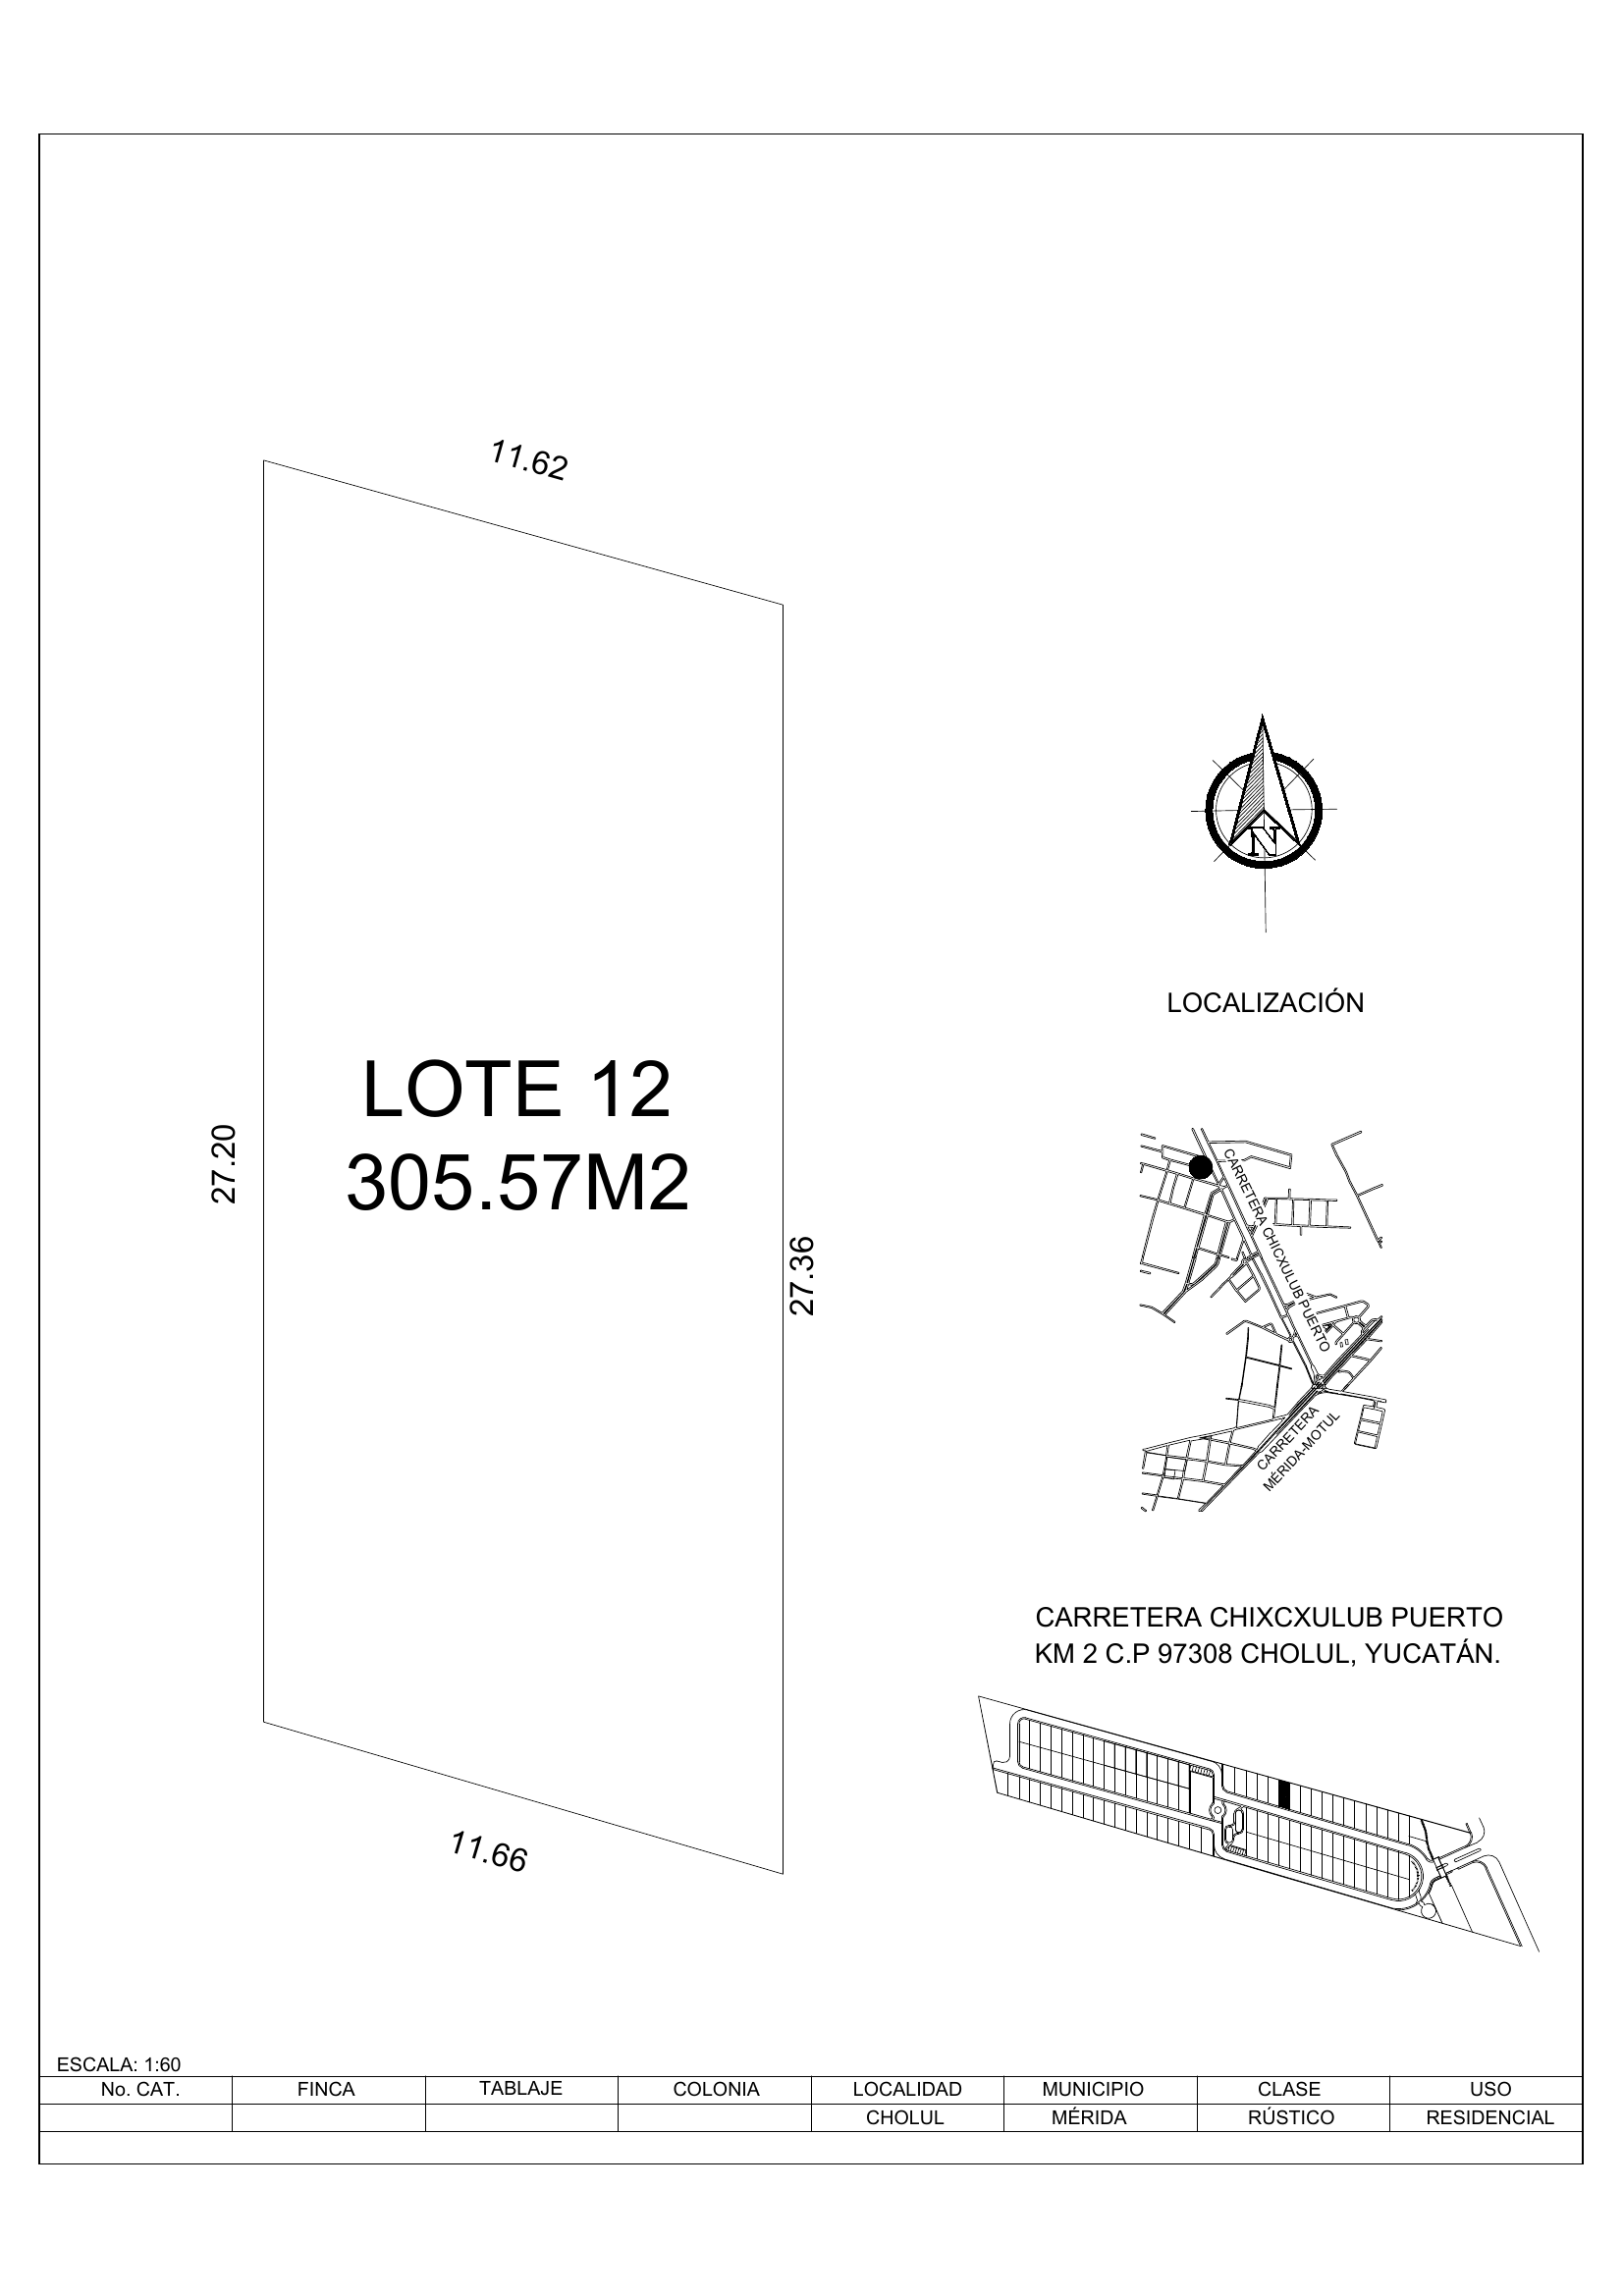 11.62
27.20
LOTE 12
305.57M2
27.36
11.66
N
LOCALIZACIÓN
CARRETERA CHICXULUB PUERTO
CARRETERA
MÉRIDA-MOTUL
CARRETERA CHIXCXULUB PUERTO
KM 2 C.P 97308 CHOLUL, YUCATÁN.
ESCALA: 1:60
No. CAT. FINCA TABLAJE COLONIA LOCALIDAD MUNICIPIO CLASE USO
CHOLUL MÉRIDA RÚSTICO RESIDENCIAL